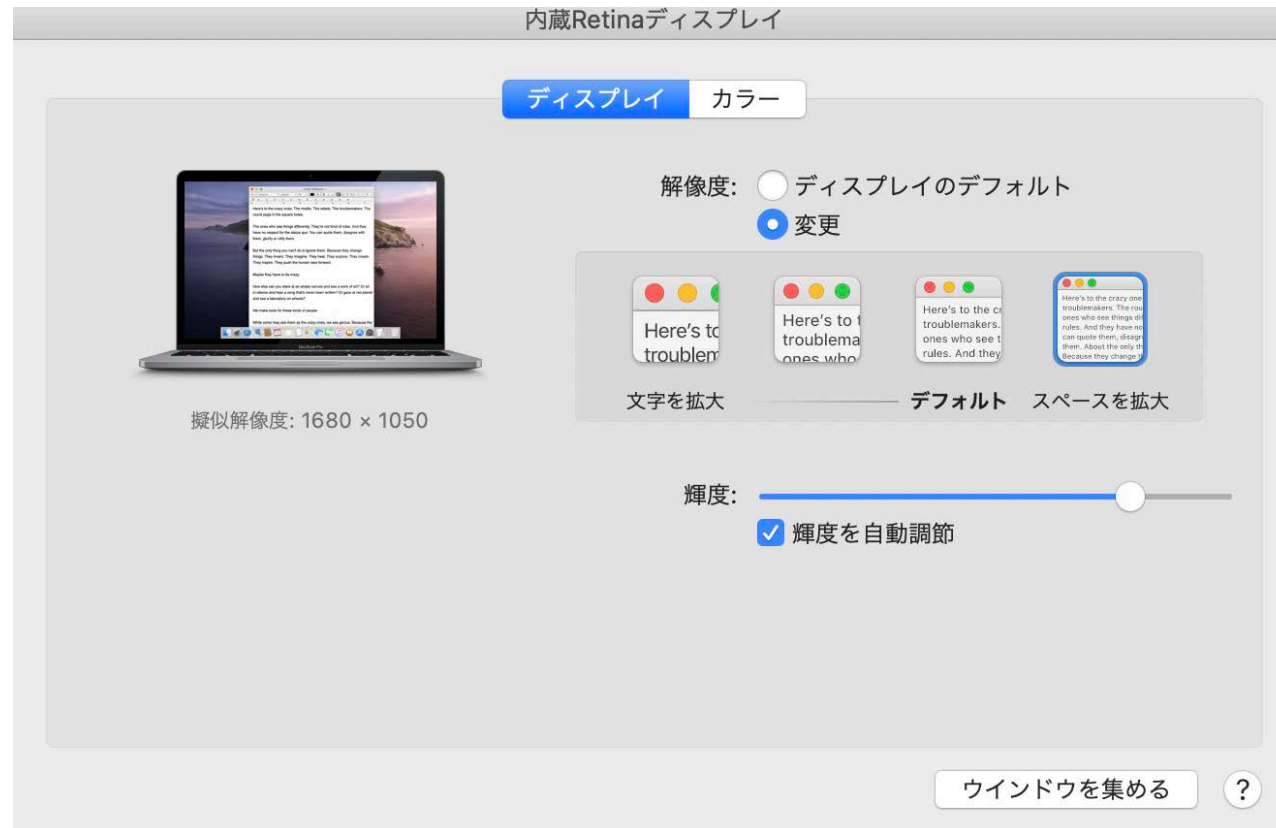 内蔵Retinaディスプレイ
ディスプレイ
カラー
解像度:
ディスプレイのデフォルト
変更
Here's to
troublem
Here's to t
troublema
ones who
Here's to the cr
troublemakers.
ones who see t
rules. And they
Here's to the crazy one
troublemakers. The rou
ones who see things dif
rules. And they have no
can quote them, disagr
them. About the only th
Because they change t
文字を拡大
デフォルト
スペースを拡大
擬似解像度: 1680 × 1050
輝度:
輝度を自動調節
ウインドウを集める
?